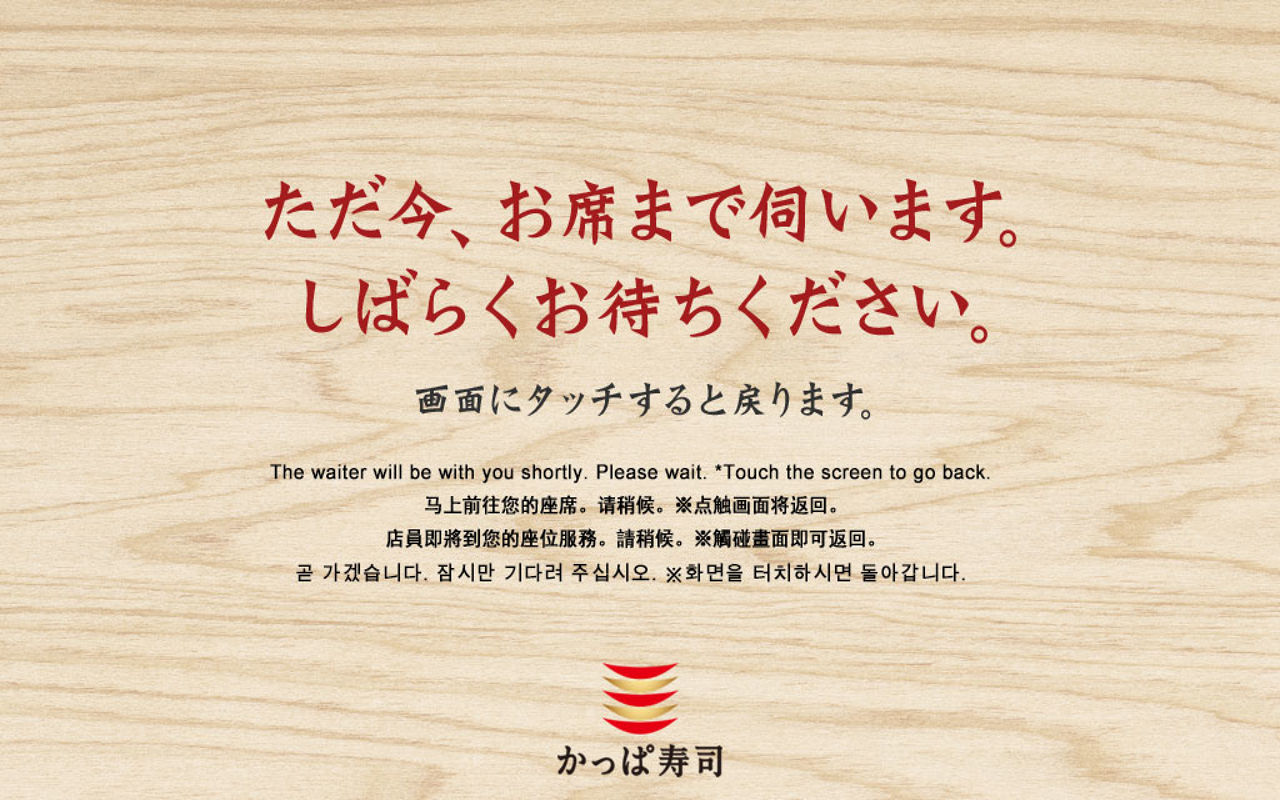 ただ今、お席まで伺います。
しばらくお待ちください。
画面にタッチすると戻ります。
The waiter will be with you shortly. Please wait. *Touch the screen to go back.
马上前往您的座席。请稍候。※点触画面将返回。
店員即將到您的座位服務。請稍候。※觸碰畫面即可返回。
곧 가겠습니다. 잠시만 기다려 주십시오. ※화면을 터치하시면 돌아갑니다.
かっぱ寿司